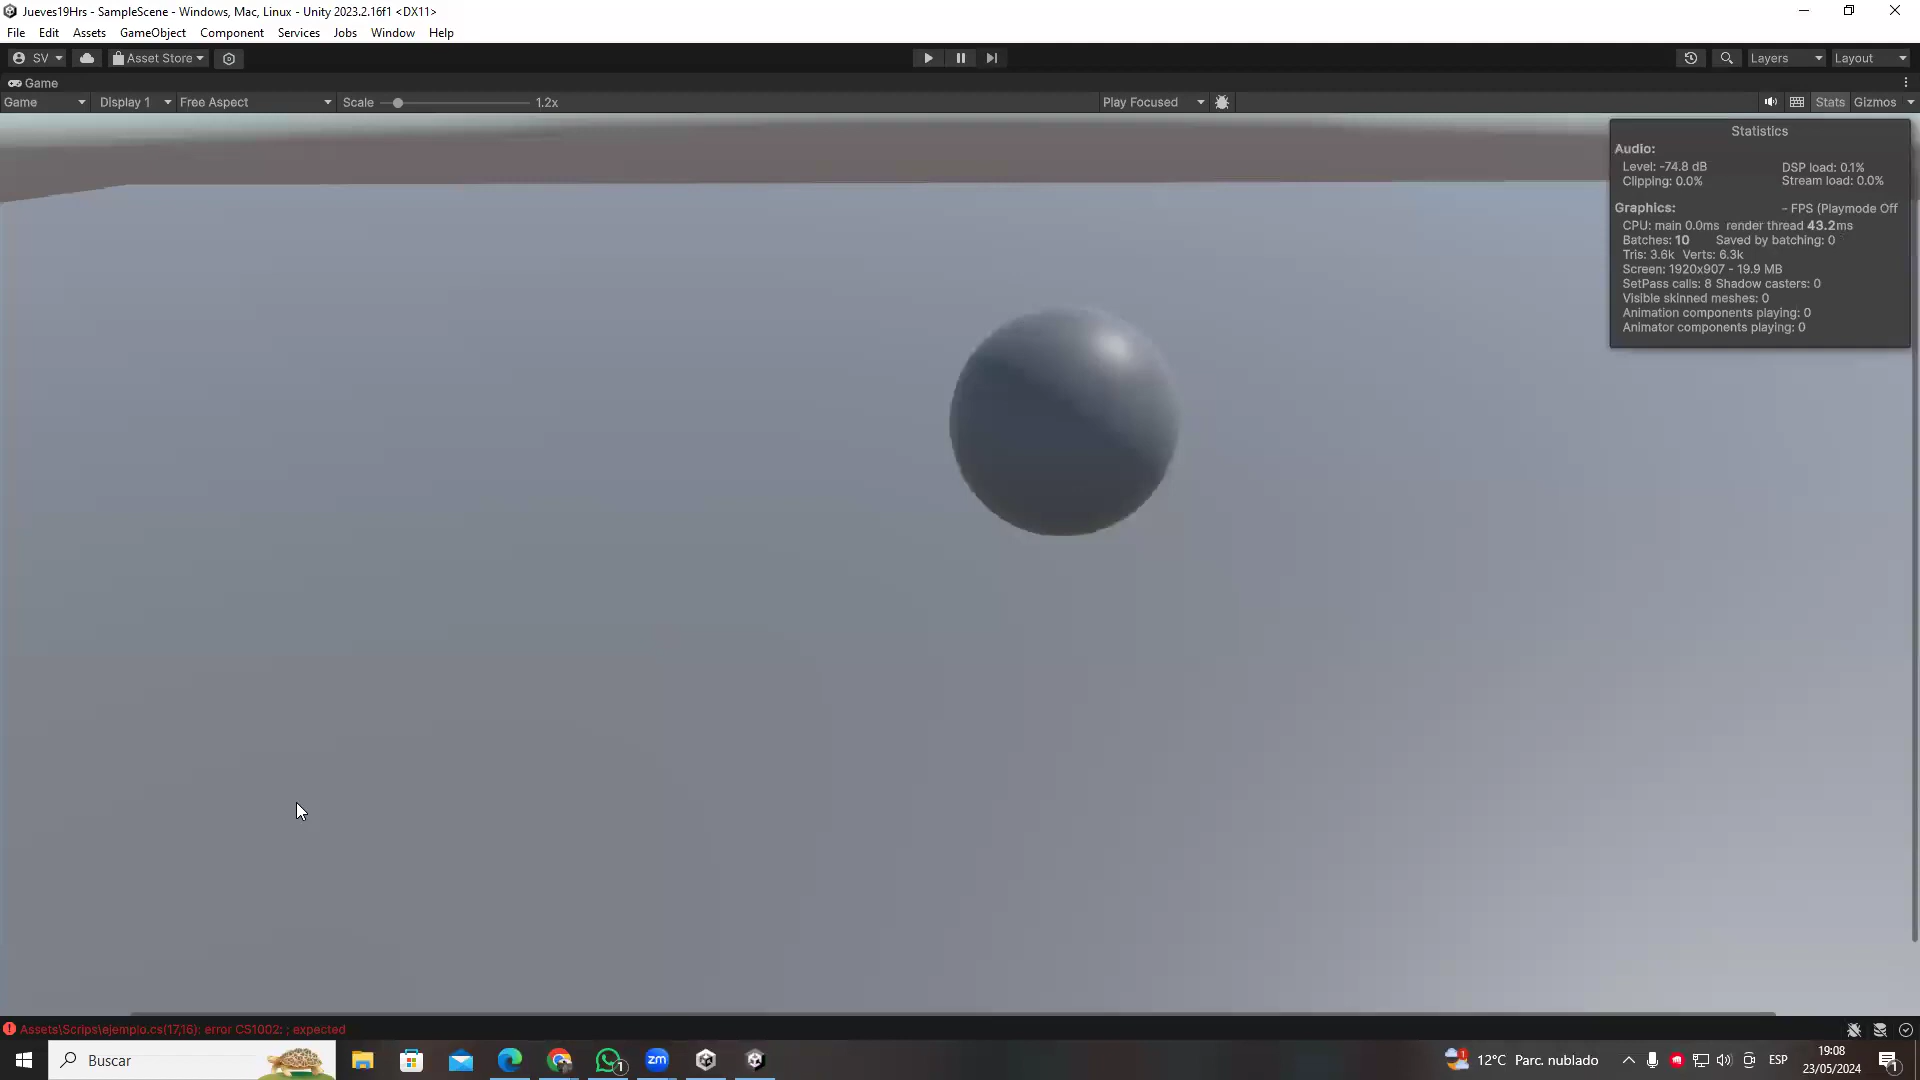 Jueves19Hrs - SampleScene - Windows, Mac, Linux - Unity 2023.2.16f1 <DX11>
File Edit Assets GameObject Component Services Jobs Window Help
SV Asset Store Layers Layout
Game
Game Display 1 Free Aspect Scale 1.2x Play Focused Stats Gizmos
Statistics
Audio:
Level: -74.8 dB DSP load: 0.1%
Clipping: 0.0% Stream load: 0.0%
Graphics: - FPS (Playmode Off
CPU: main 0.0ms render thread 43.2ms
Batches: 10 Saved by batching: 0
Tris: 3.6k Verts: 6.3k
Screen: 1920x907 - 19.9 MB
SetPass calls: 8 Shadow casters: 0
Visible skinned meshes: 0
Animation components playing: 0
Animator components playing: 0
Assets\Scrips\ejemplo.cs(17,16): error CS1002: ; expected
Buscar zm 1 12°C Parc. nublado ESP 19:08
23/05/2024 1